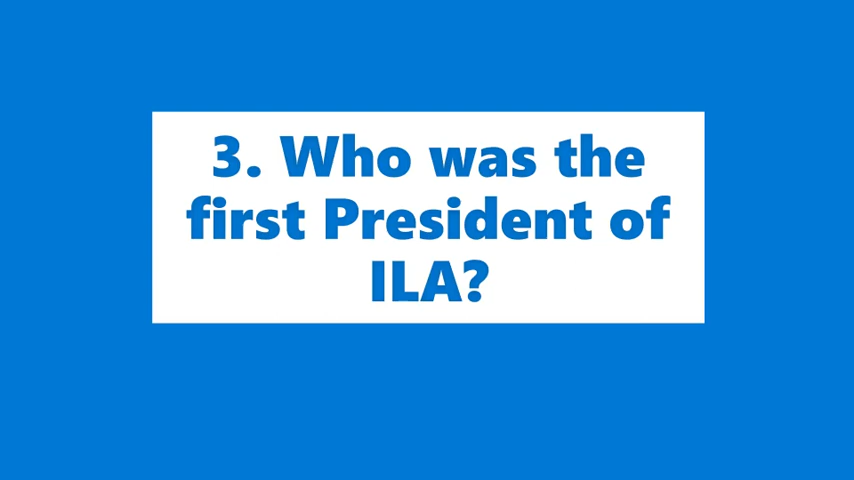 3. Who was the
first President of
ILA?